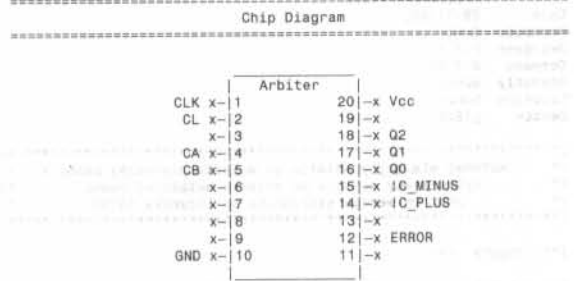 Chip Diagram
Arbiter
CLK x-|1 20|-x Vcc
CL x-|2 19|-x
x-|3 18|-x Q2
CA x-|4 17|-x Q1
CB x-|5 16|-x Q0
x-|6 15|-x !C_MINUS
x-|7 14|-x !C_PLUS
x-|8 13|-x
x-|9 12|-x ERROR
GND x-|10 11|-x